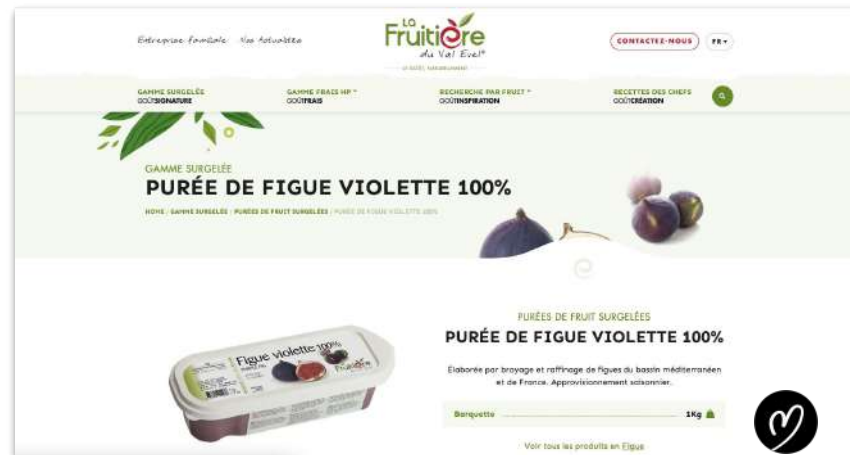 Entreprise familiale Nos Actualités
La
Fruitière
du Val Evel®
CONTACTEZ-NOUS
FR
GAMME SURGELÉE
GOÛTSIGNATURE
GAMME FRAIS HP
GOÛTFRAIS
RECHERCHE PAR FRUIT
GOÛTINSPIRATION
RECETTES DES CHEFS
GOÛTCRÉATION
GAMME SURGELÉE
PURÉE DE FIGUE VIOLETTE 100%
HOME / GAMME SURGELÉE / PURÉES DE FRUIT SURGELÉES / PURÉE DE FIGUE VIOLETTE 100%
PURÉES DE FRUIT SURGELÉES
PURÉE DE FIGUE VIOLETTE 100%
Figue violette 100%
Fruitière
Élaborée par broyage et raffinage de figues du bassin méditerranéen
et de France. Approvisionnement saisonnier.
Barquette 1Kg
Voir tous les produits en Figue